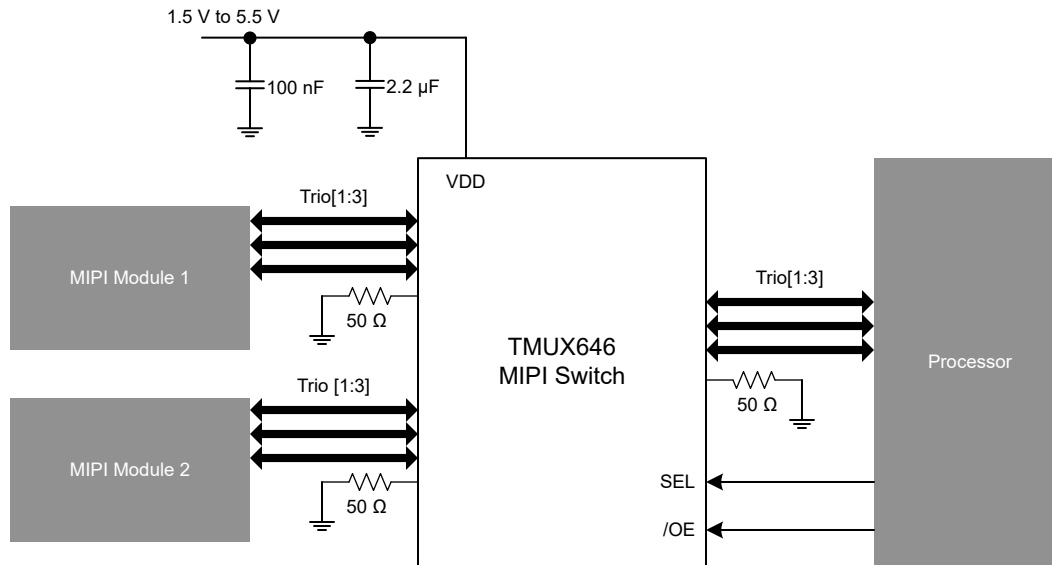 1.5 V to 5.5 V
100 nF
2.2 µF
VDD
Trio[1:3]
MIPI Module 1
50 Ω
Trio[1:3]
TMUX646
MIPI Switch
Processor
Trio [1:3]
50 Ω
MIPI Module 2
SEL
50 Ω
/OE